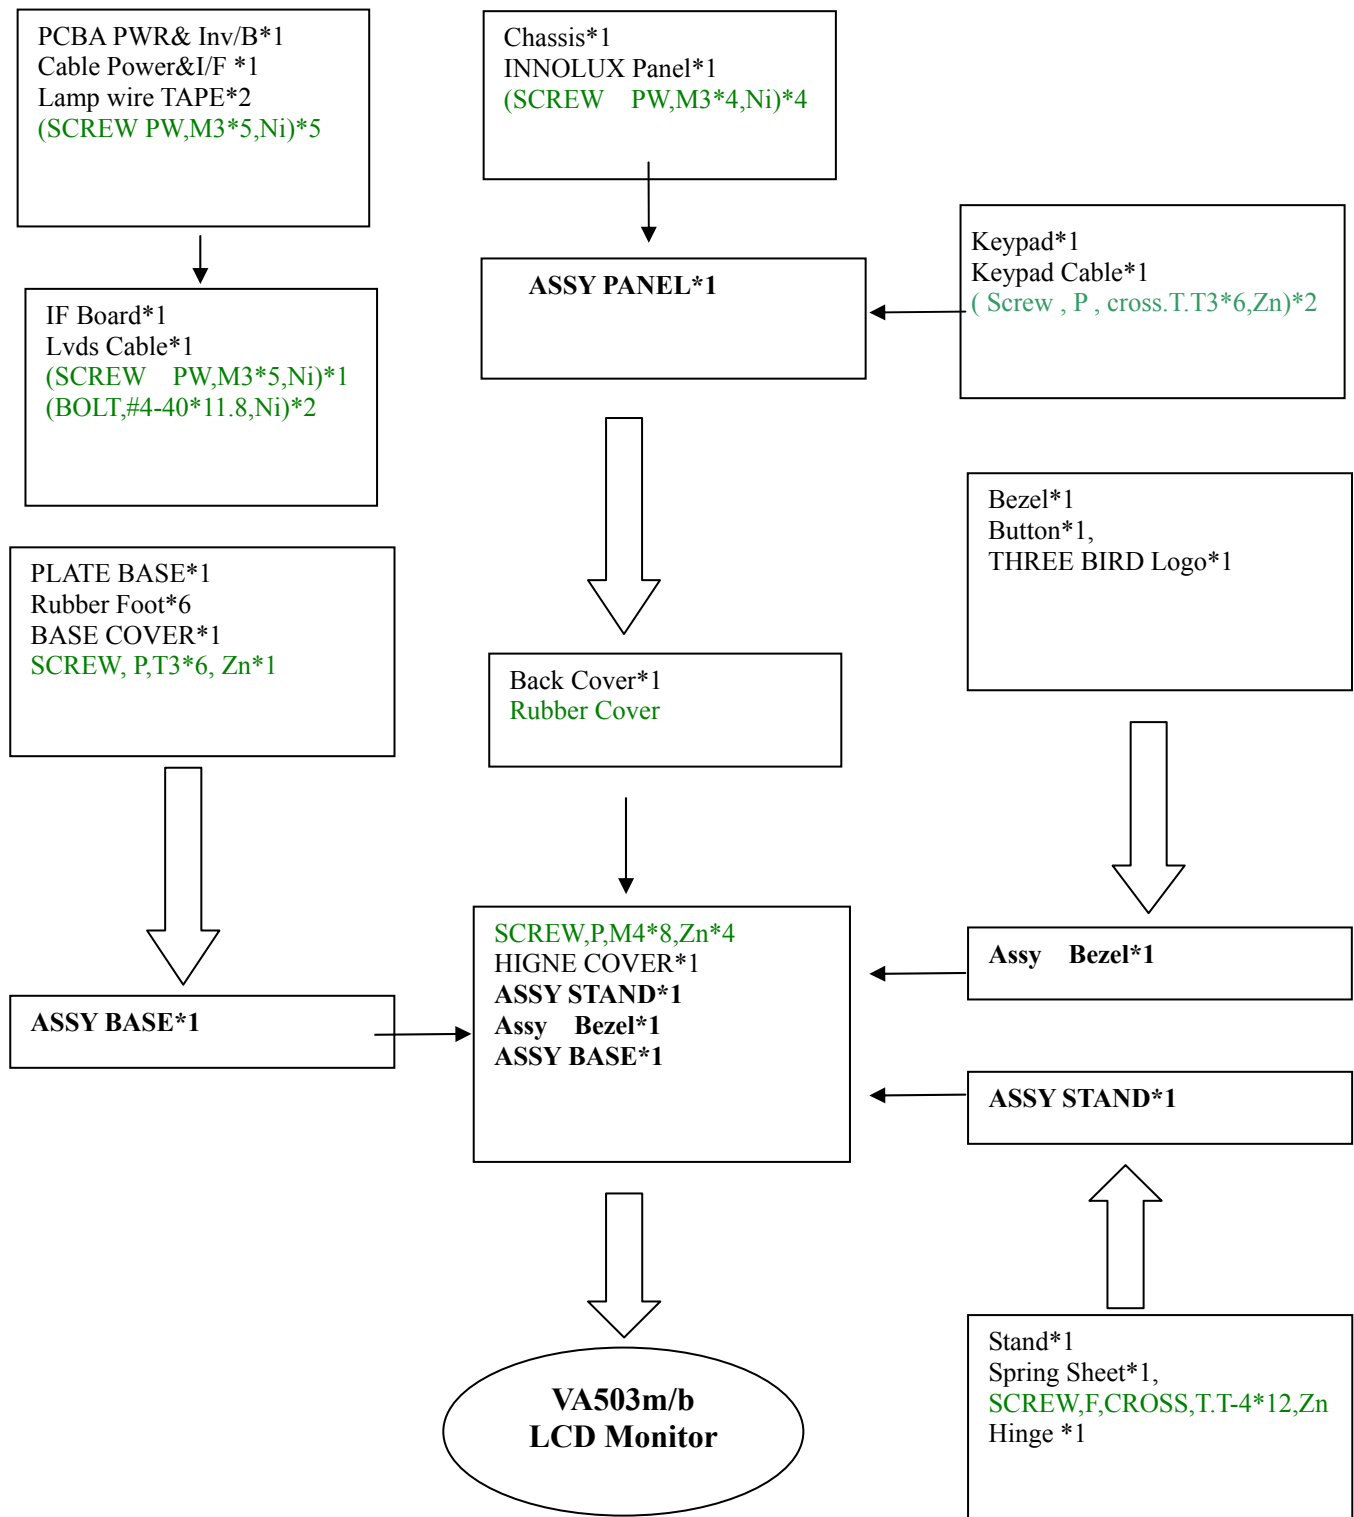 PCBA PWR& Inv/B*1
Cable Power&I/F *1
Lamp wire TAPE*2
(SCREW PW,M3*5,Ni)*5
Chassis*1
INNOLUX Panel*1
(SCREW PW,M3*4,Ni)*4
Keypad*1
Keypad Cable*1
( Screw , P , cross.T.T3*6,Zn)*2
ASSY PANEL*1
IF Board*1
Lvds Cable*1
(SCREW PW,M3*5,Ni)*1
(BOLT,#4-40*11.8,Ni)*2
Bezel*1
Button*1,
THREE BIRD Logo*1
PLATE BASE*1
Rubber Foot*6
BASE COVER*1
SCREW, P,T3*6, Zn*1
Back Cover*1
Rubber Cover
SCREW,P,M4*8,Zn*4
HIGNE COVER*1
ASSY STAND*1
Assy Bezel*1
ASSY BASE*1
Assy Bezel*1
ASSY BASE*1
ASSY STAND*1
Stand*1
Spring Sheet*1,
SCREW,F,CROSS,T.T-4*12,Zn
Hinge *1
VA503m/b
LCD Monitor